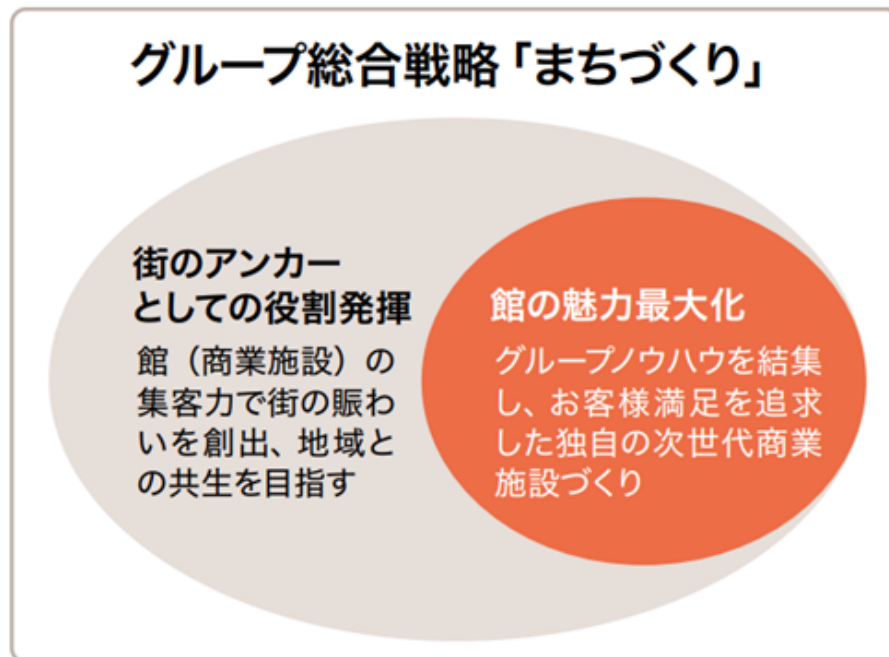 グループ総合戦略「まちづくり」
街のアンカー
としての役割発揮
館（商業施設）の
集客力で街の賑わ
いを創出、地域と
の共生を目指す
館の魅力最大化
グループノウハウを結集
し、お客様満足を追求
した独自の次世代商業
施設づくり